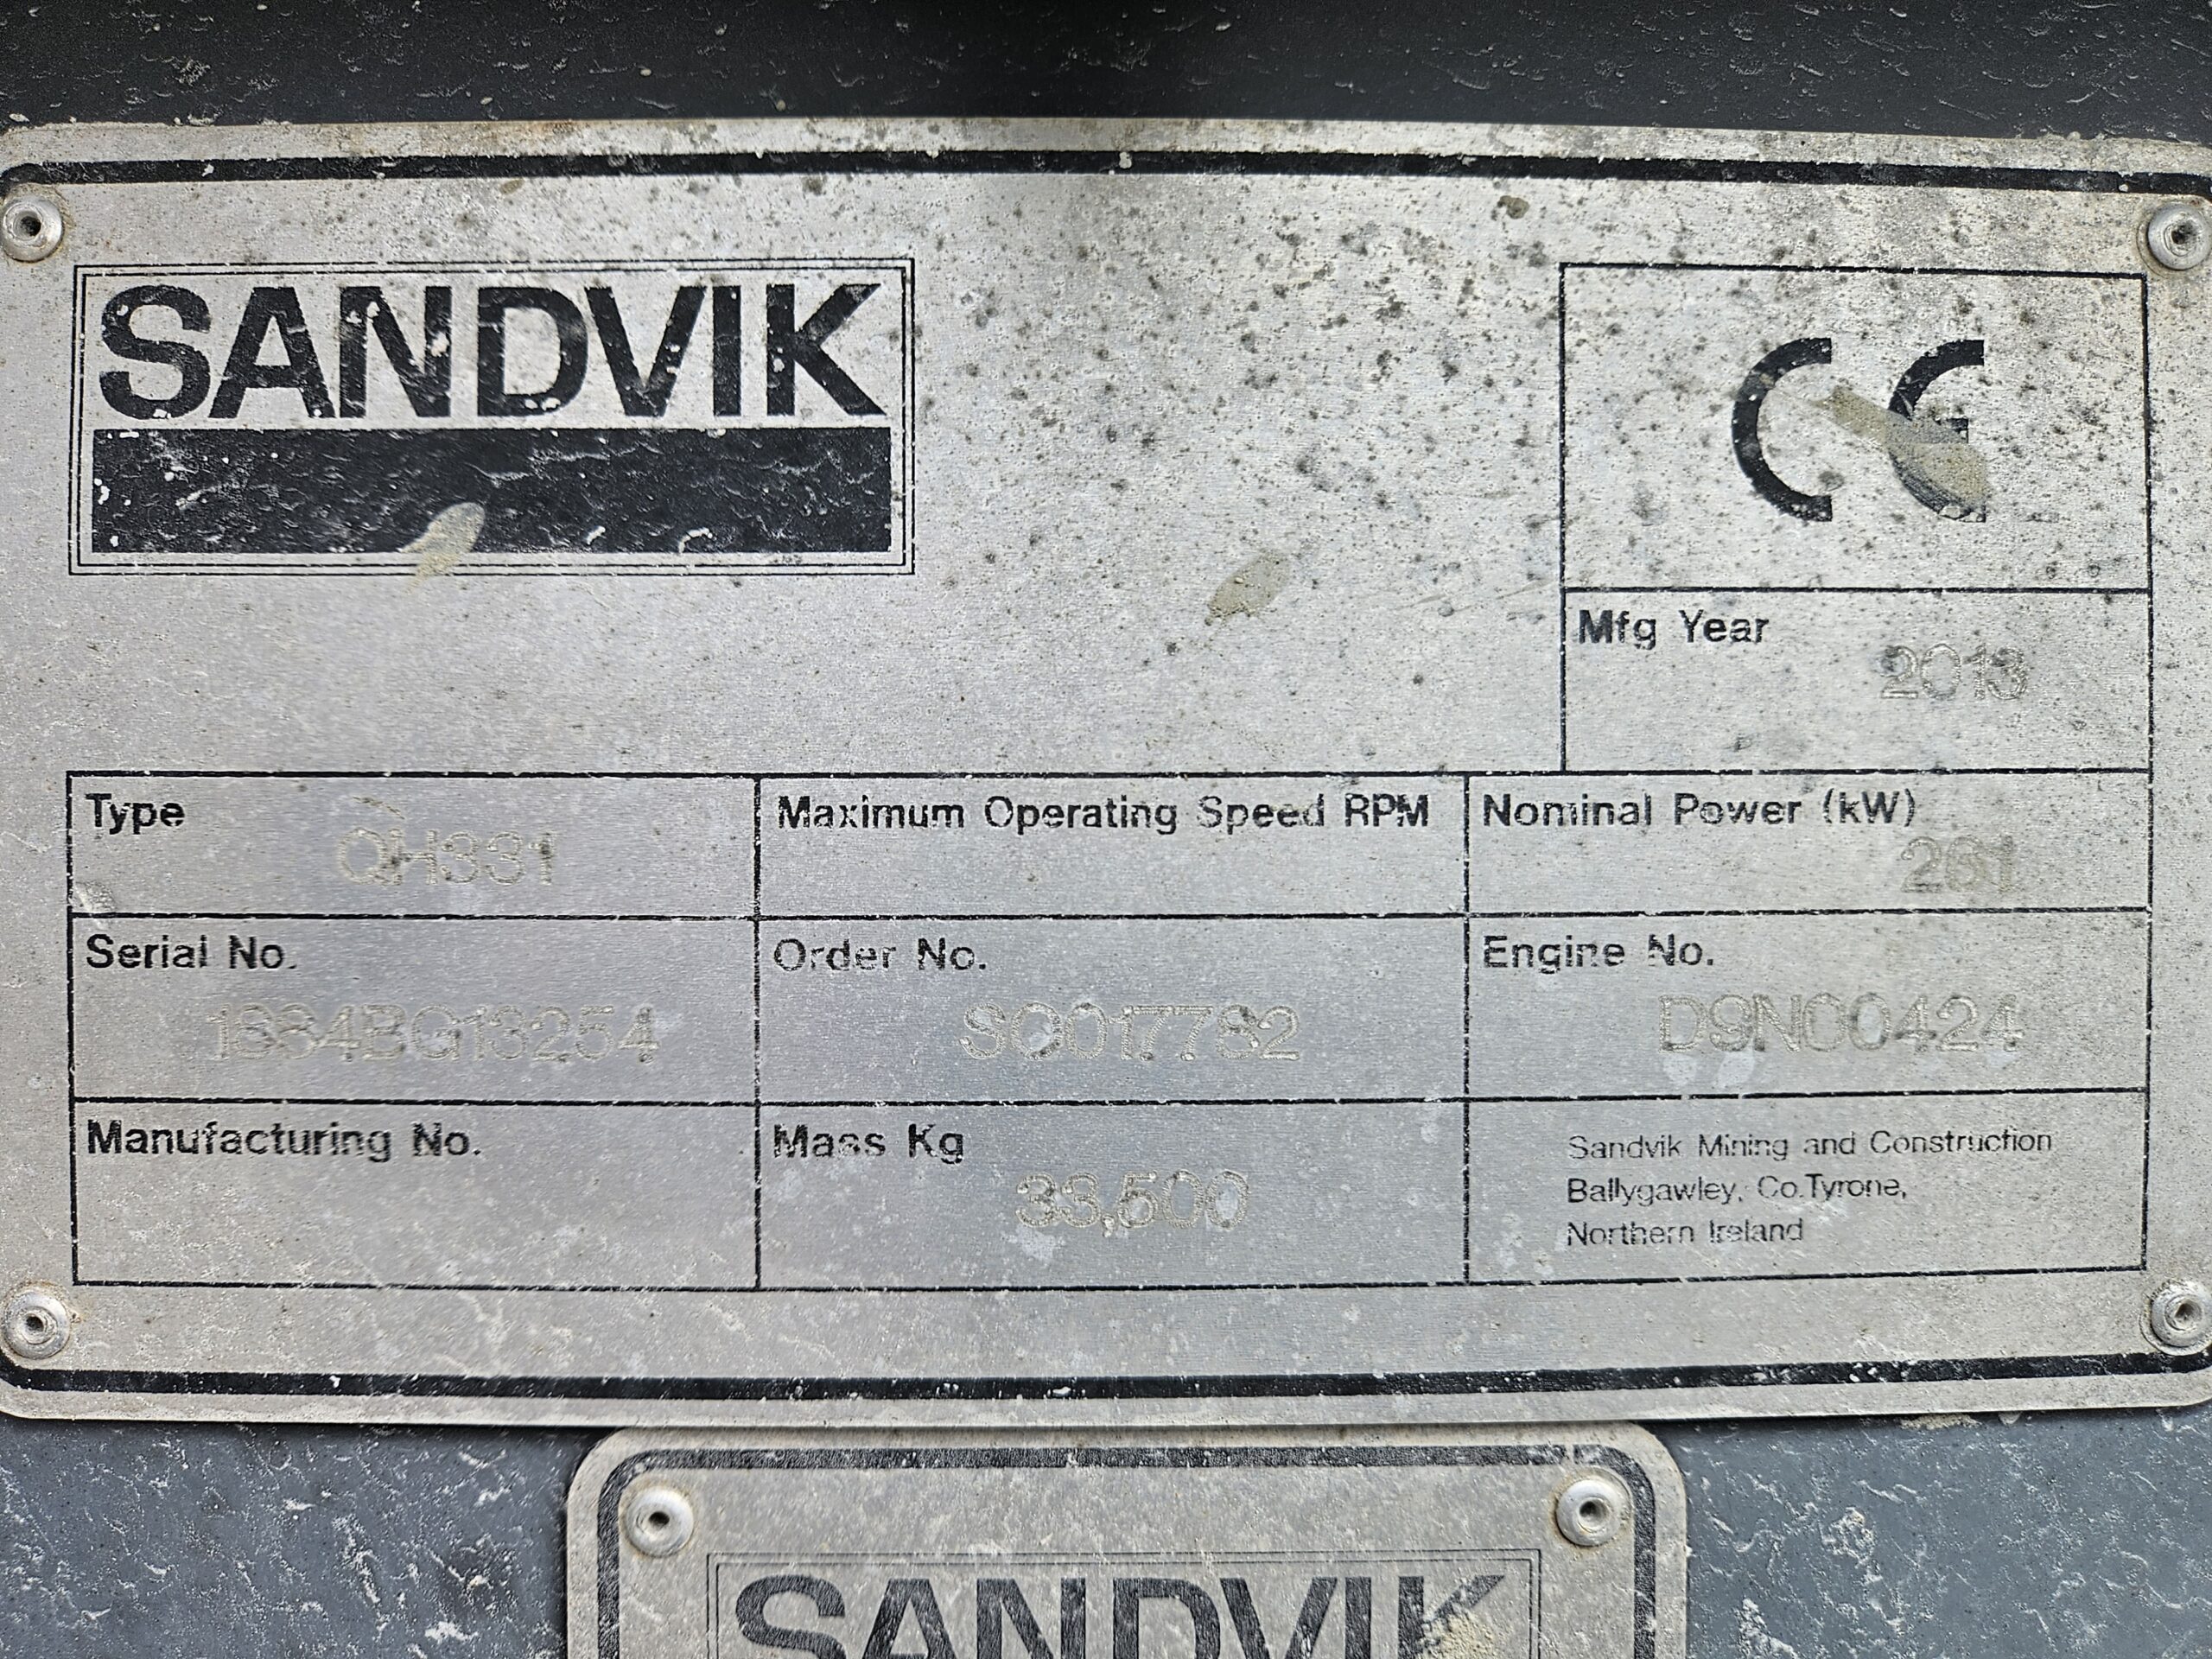 SANDVIK
CE
Mfg Year
2013
Type
QH331
Maximum Operating Speed RPM
Nominal Power (kW)
261
Serial No.
Order No.
Engine No.
D9N00424
Manufacturing No.
Mass Kg
33,500
Sandvik Mining and Construction
Ballygawley, Co.Tyrone,
Northern Ireland
SANDVIK